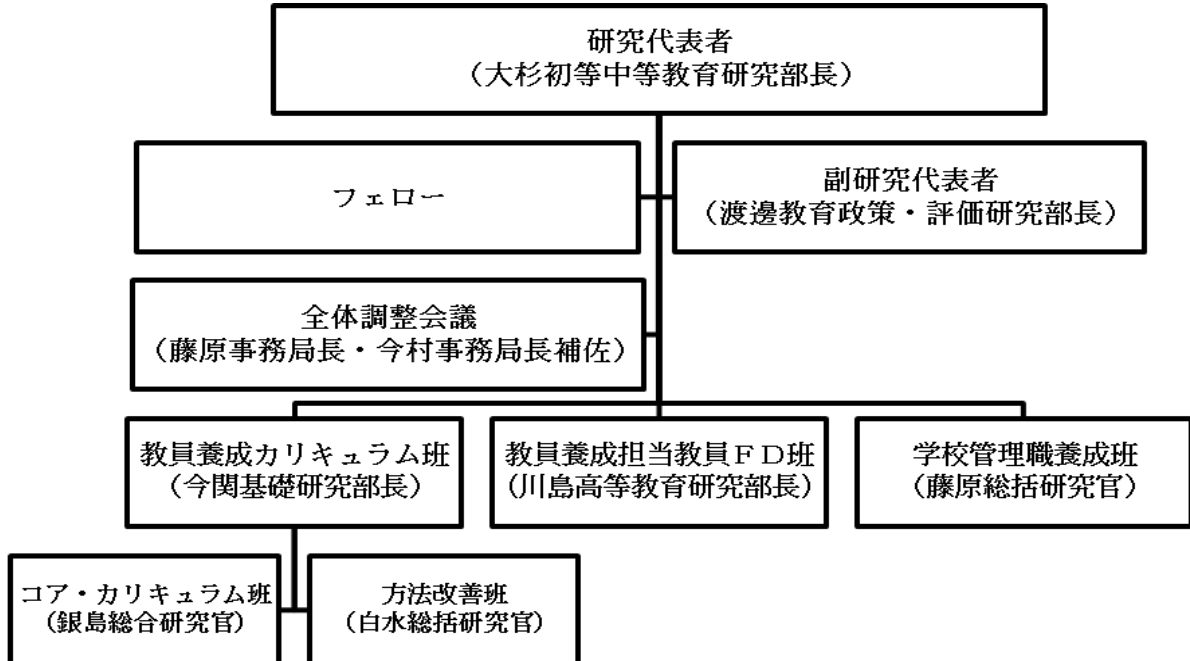 研究代表者
（大杉初等中等教育研究部長）
フェロー
副研究代表者
（渡邊教育政策・評価研究部長）
全体調整会議
（藤原事務局長・今村事務局長補佐）
教員養成カリキュラム班
（今関基礎研究部長）
教員養成担当教員ＦＤ班
（川島高等教育研究部長）
学校管理職養成班
（藤原総括研究官）
コア・カリキュラム班
（銀島総合研究官）
方法改善班
（白水総括研究官）